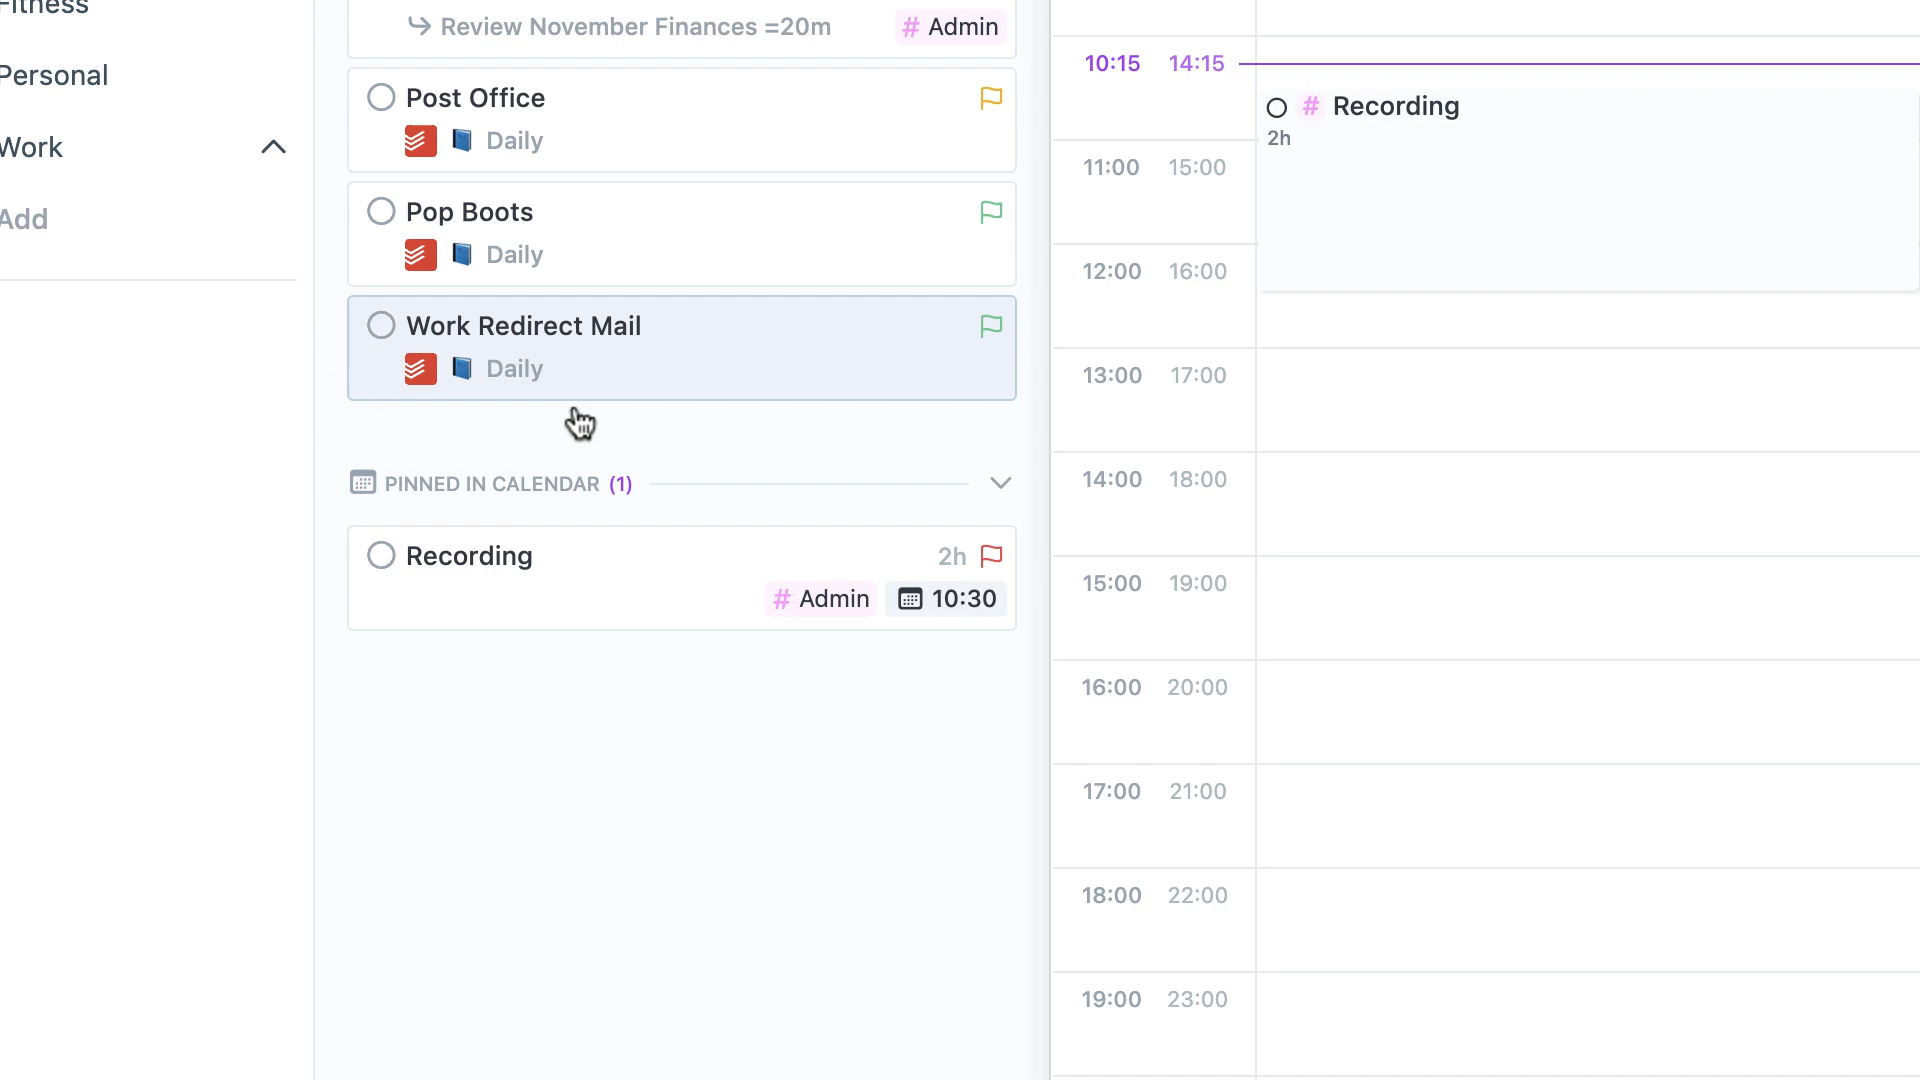 Fitness
Personal
Work
Add
Review November Finances =20m
# Admin
Post Office
Daily
Pop Boots
Daily
Work Redirect Mail
Daily
PINNED IN CALENDAR (1)
Recording 2h
# Admin 10:30
10:15 14:15
# Recording
2h
11:00 15:00
12:00 16:00
13:00 17:00
14:00 18:00
15:00 19:00
16:00 20:00
17:00 21:00
18:00 22:00
19:00 23:00